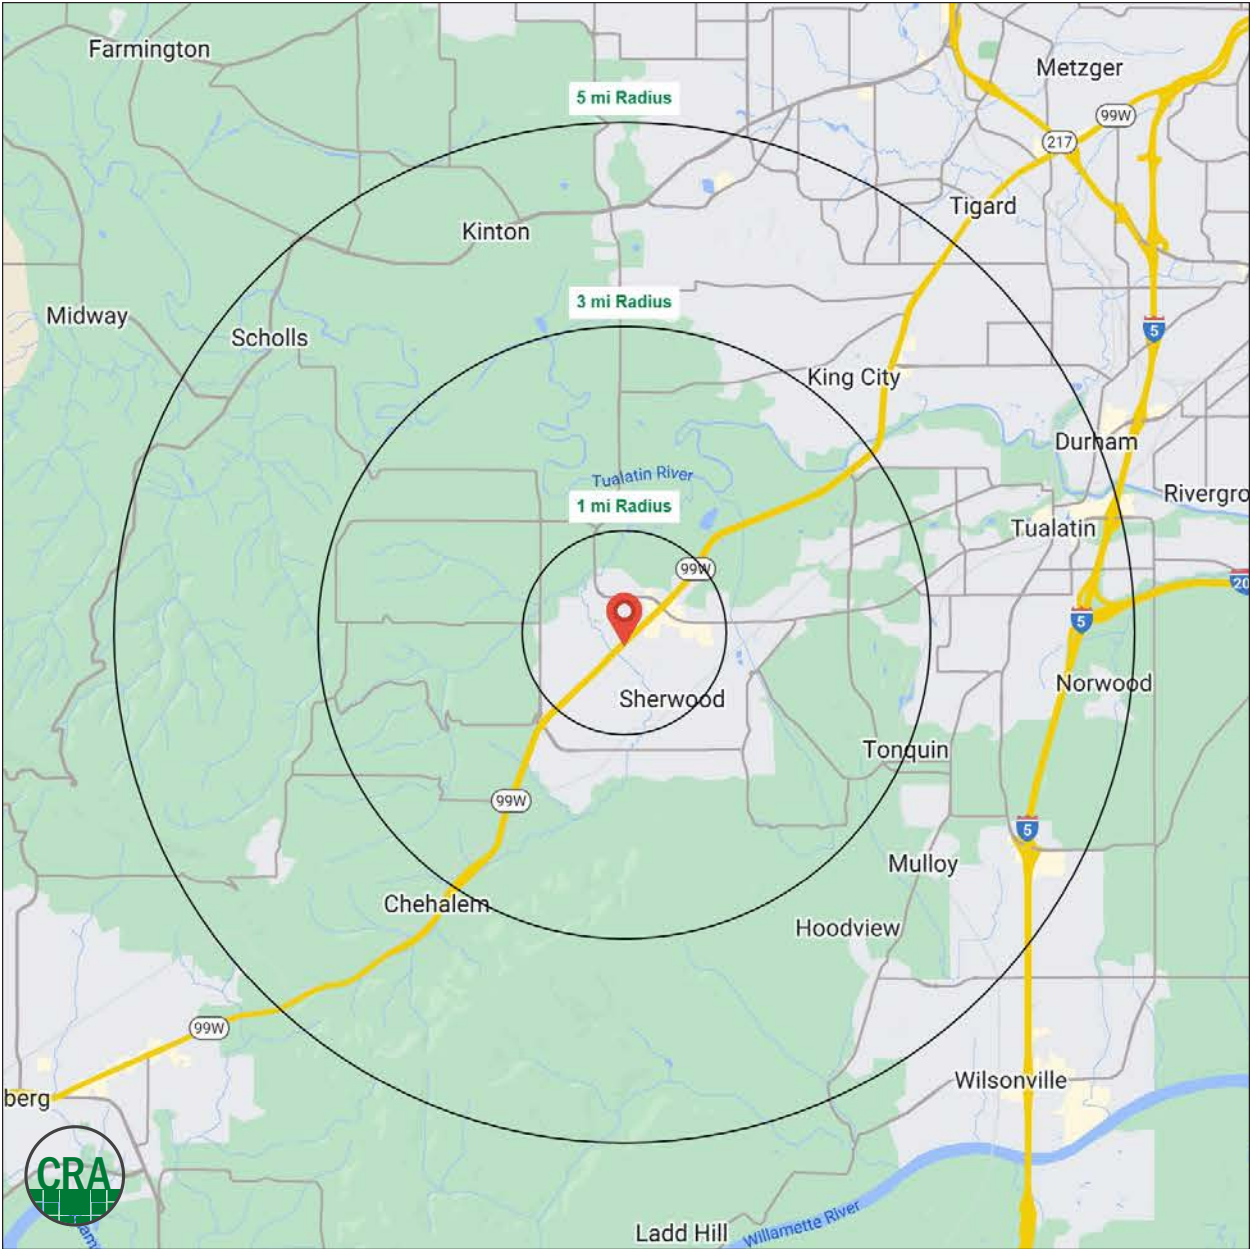 Farmington
Metzger
5 mi Radius
99W
217
Tigard
Kinton
3 mi Radius
Midway
5
Scholls
King City
Durham
Tualatin River
Rivergro
1 mi Radius
Tualatin
99W
20
5
Norwood
Sherwood
Tonquin
99W
5
Mulloy
Chehalem
Hoodview
99W
Wilsonville
berg
CRA
Willamette River
Ladd Hill